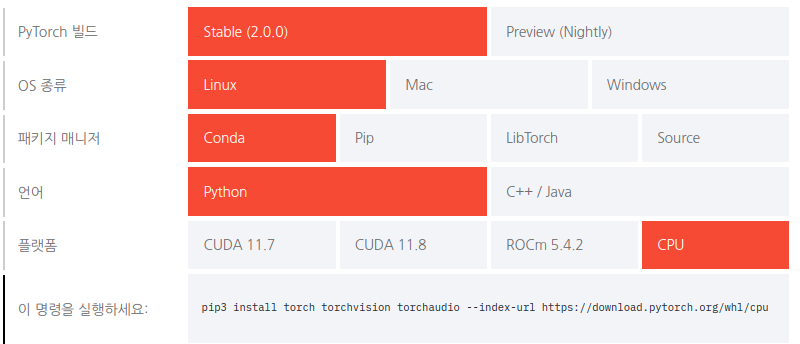 PyTorch 빌드 Stable (2.0.0) Preview (Nightly)
OS 종류 Linux Mac Windows
패키지 매니저 Conda Pip LibTorch Source
언어 Python C++ / Java
플랫폼 CUDA 11.7 CUDA 11.8 ROCm 5.4.2 CPU
이 명령을 실행하세요: pip3 install torch torchvision torchaudio --index-url https://download.pytorch.org/whl/cpu